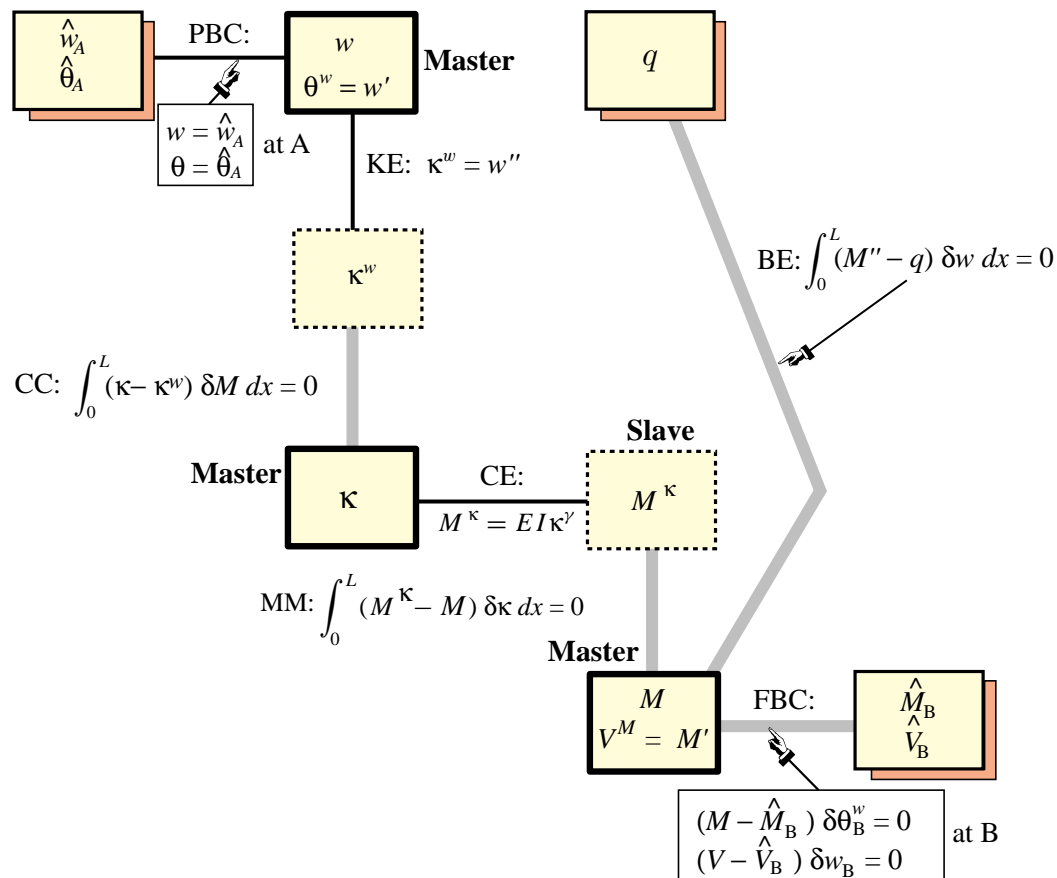 ŵ_A
θ̂_A
PBC:
w
θ^w = w′
Master
q
w = ŵ_A
θ = θ̂_A
at A
KE: κ^w = w″
κ^w
BE: ∫_0^L (M″ − q) δw dx = 0
CC: ∫_0^L (κ − κ^w) δM dx = 0
Slave
Master
κ
CE:
M^κ = EIκ^γ
M^κ
MM: ∫_0^L (M^κ − M) δκ dx = 0
Master
M
V^M = M′
FBC:
M̂_B
V̂_B
(M − M̂_B) δθ^w_B = 0
(V − V̂_B) δw_B = 0
at B